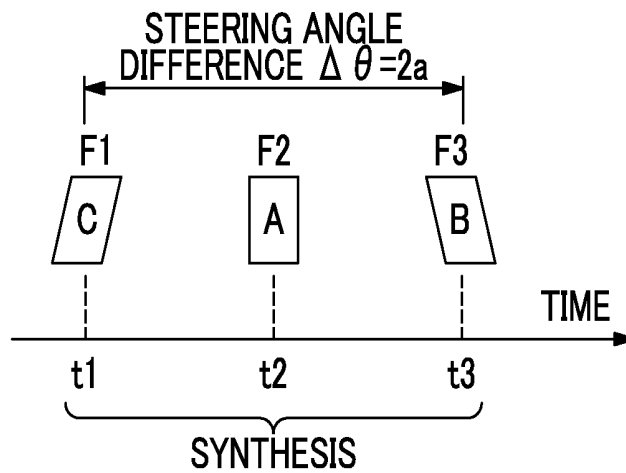 STEERING ANGLE
DIFFERENCE Δ θ =2a
F1 F2 F3
C A B
TIME
t1 t2 t3
SYNTHESIS